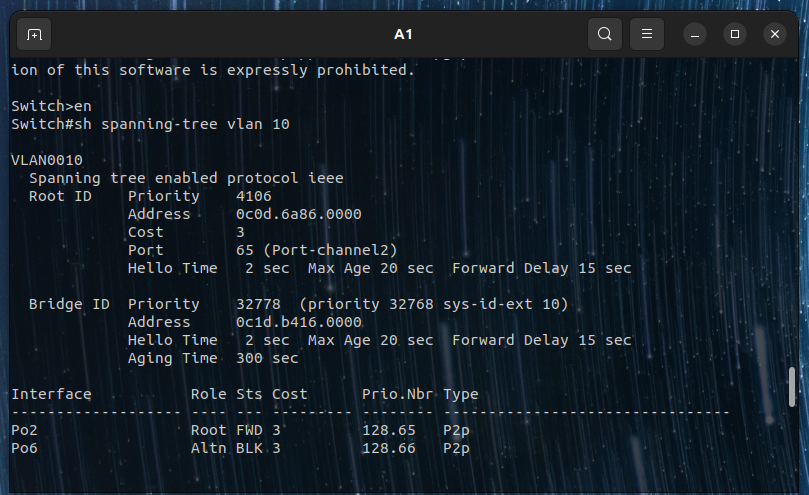 A1
ion of this software is expressly prohibited.
Switch>en
Switch#sh spanning-tree vlan 10
VLAN0010
  Spanning tree enabled protocol ieee
  Root ID    Priority    4106
             Address     0c0d.6a86.0000
             Cost        3
             Port        65 (Port-channel2)
             Hello Time   2 sec  Max Age 20 sec  Forward Delay 15 sec
  Bridge ID  Priority    32778  (priority 32768 sys-id-ext 10)
             Address     0c1d.b416.0000
             Hello Time   2 sec  Max Age 20 sec  Forward Delay 15 sec
             Aging Time  300 sec
Interface           Role Sts Cost      Prio.Nbr Type
------------------- ---- --- --------- -------- --------------------------------
Po2                 Root FWD 3         128.65   P2p
Po6                 Altn BLK 3         128.66   P2p